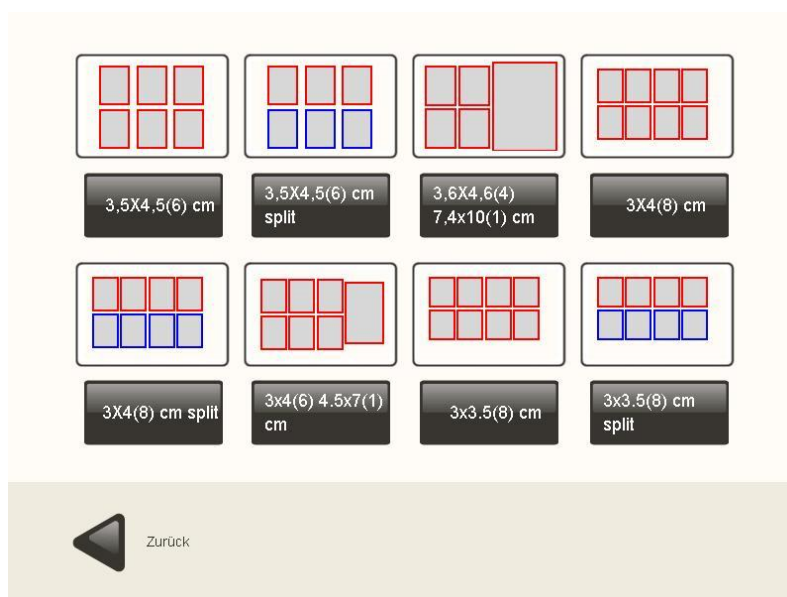 3,5X4,5(6) cm
3,5X4,5(6) cm
split
3,6X4,6(4)
7,4x10(1) cm
3X4(8) cm
3X4(8) cm split
3x4(6) 4.5x7(1)
cm
3x3.5(8) cm
3x3.5(8) cm
split
Zurück